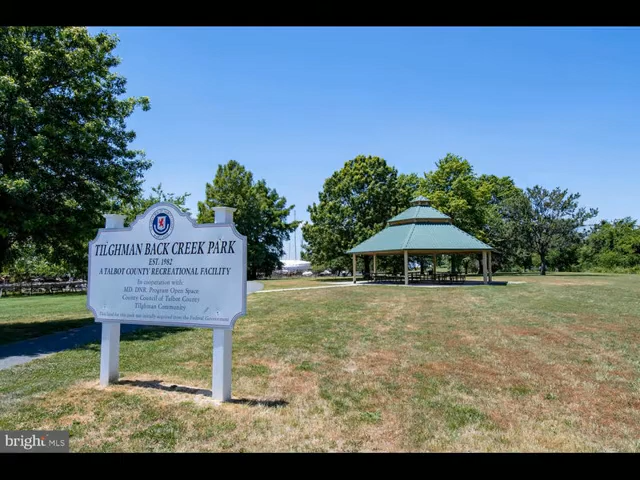 TILGHMAN BACK CREEK PARK
EST. 1982
A TALBOT COUNTY RECREATIONAL FACILITY
In cooperation with:
MD. DNR. Program Open Space
County Council of Talbot County
Tilghman Community
bright MLS